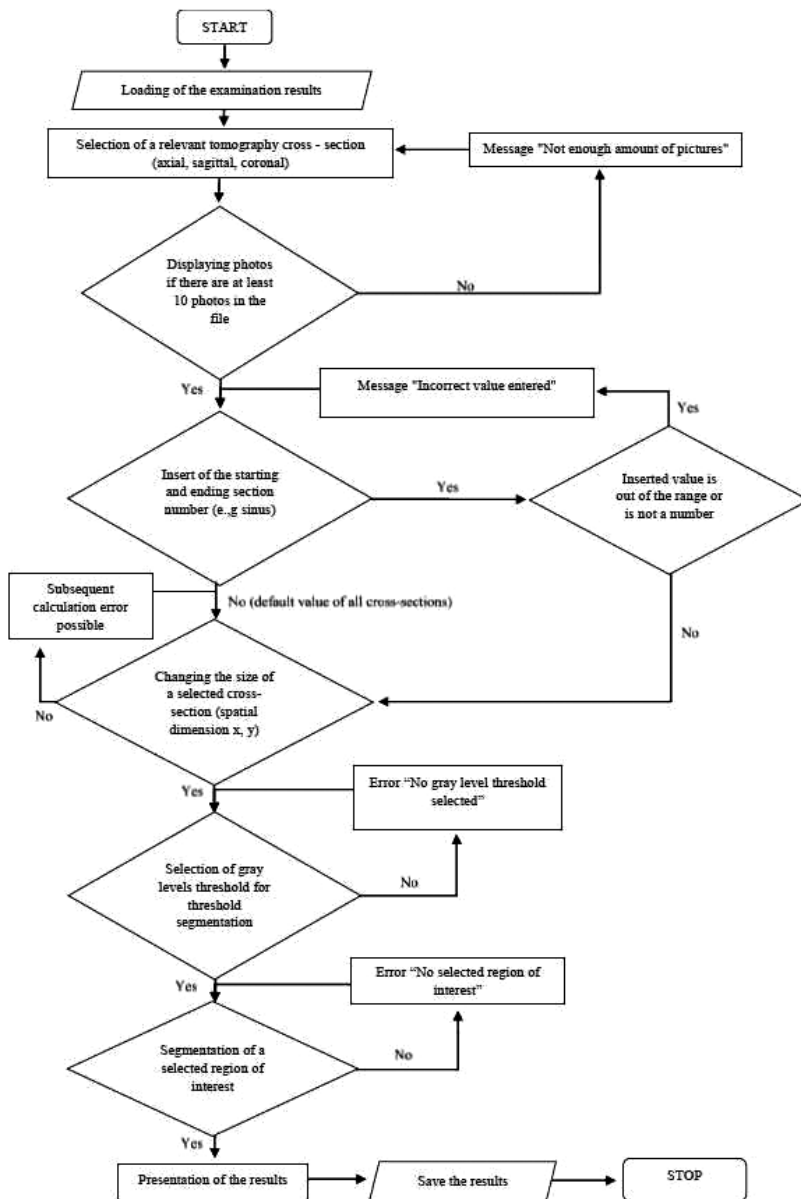 START
Loading of the examination results
Selection of a relevant tomography cross - section
(axial, sagittal, coronal)
Message "Not enough amount of pictures"
Displaying photos
if there are at least
10 photos in the
file
No
Yes
Message "Incorrect value entered"
Yes
Insert of the starting
and ending section
number (e.,g sinus)
Yes
Inserted value is
out of the range or
is not a number
Subsequent
calculation error
possible
No (default value of all cross-sections)
No
Changing the size of
a selected cross-
section (spatial
dimension x, y)
No
Yes
Error “No gray level threshold
selected”
Selection of gray
levels threshold for
threshold
segmentation
No
Yes
Error “No selected region of
interest”
Segmentation of a
selected region of
interest
No
Yes
Presentation of the results
Save the results
STOP